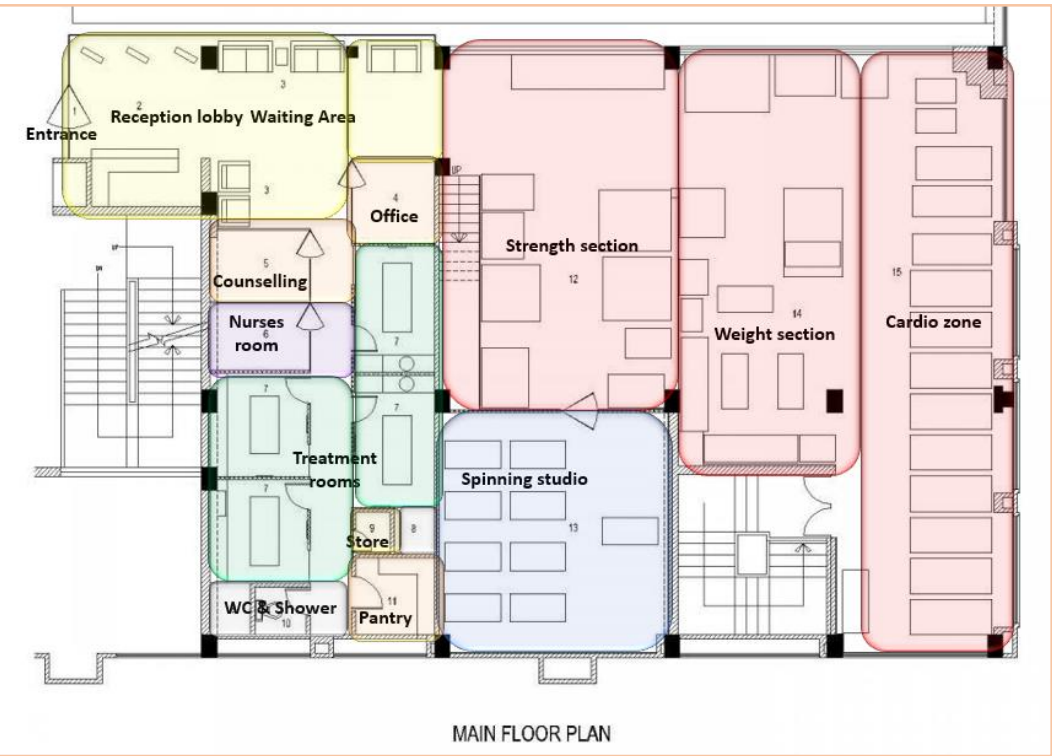 Entrance
1
2
Reception lobby
Waiting Area
3
3
4
Office
UP
5
Counselling
Nurses
room
6
7
7
7
7
Treatment
rooms
9
8
Store
WC & Shower
10
11
Pantry
Strength section
12
Spinning studio
13
14
Weight section
15
Cardio zone
UP
DN
MAIN FLOOR PLAN